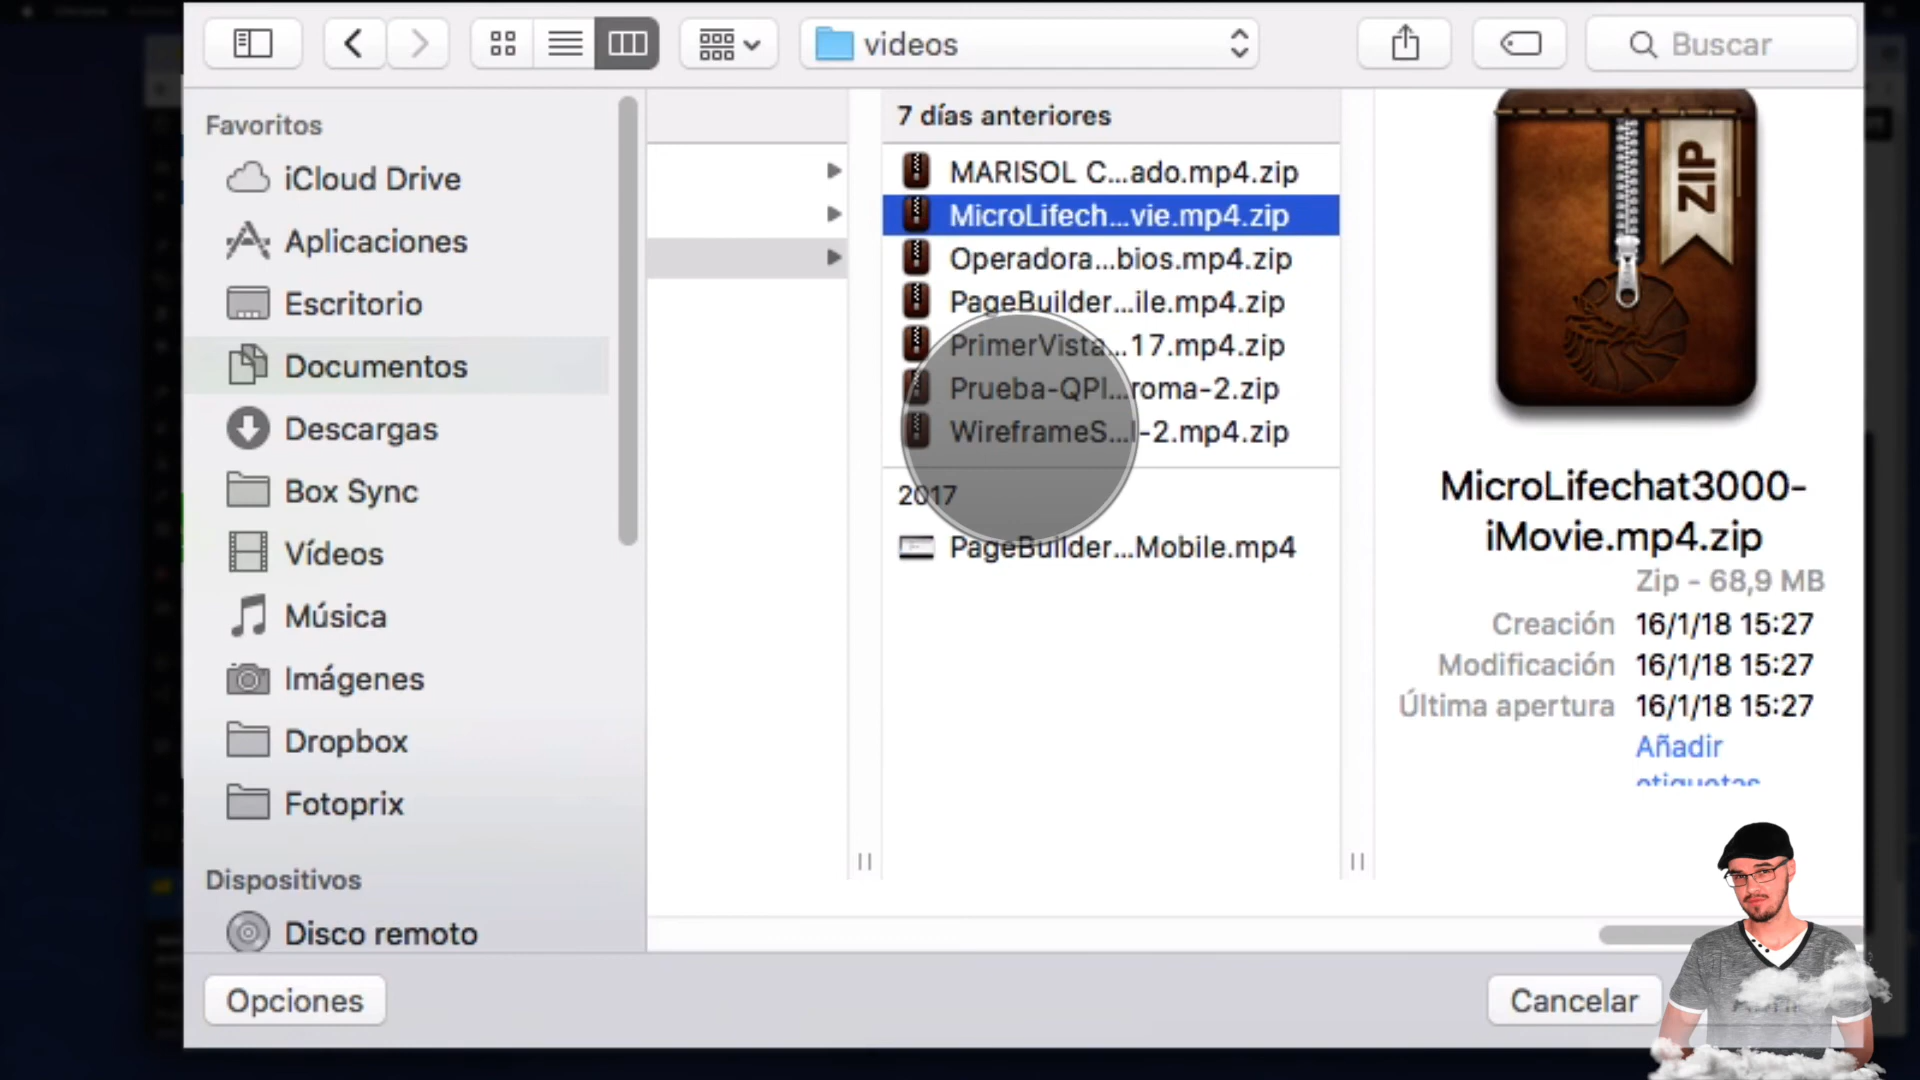 videos
Buscar
Favoritos
iCloud Drive
Aplicaciones
Escritorio
Documentos
Descargas
Box Sync
Vídeos
Música
Imágenes
Dropbox
Fotoprix
Dispositivos
Disco remoto
7 días anteriores
MARISOL C...ado.mp4.zip
MicroLifech...vie.mp4.zip
Operadora...bios.mp4.zip
PageBuilder...ile.mp4.zip
PrimerVista...17.mp4.zip
Prueba-QPI...roma-2.zip
WireframeS...l-2.mp4.zip
2017
PageBuilder...Mobile.mp4
ZIP
MicroLifechat3000-
iMovie.mp4.zip
Zip - 68,9 MB
Creación 16/1/18 15:27
Modificación 16/1/18 15:27
Última apertura 16/1/18 15:27
Añadir
etiquetas
Opciones
Cancelar